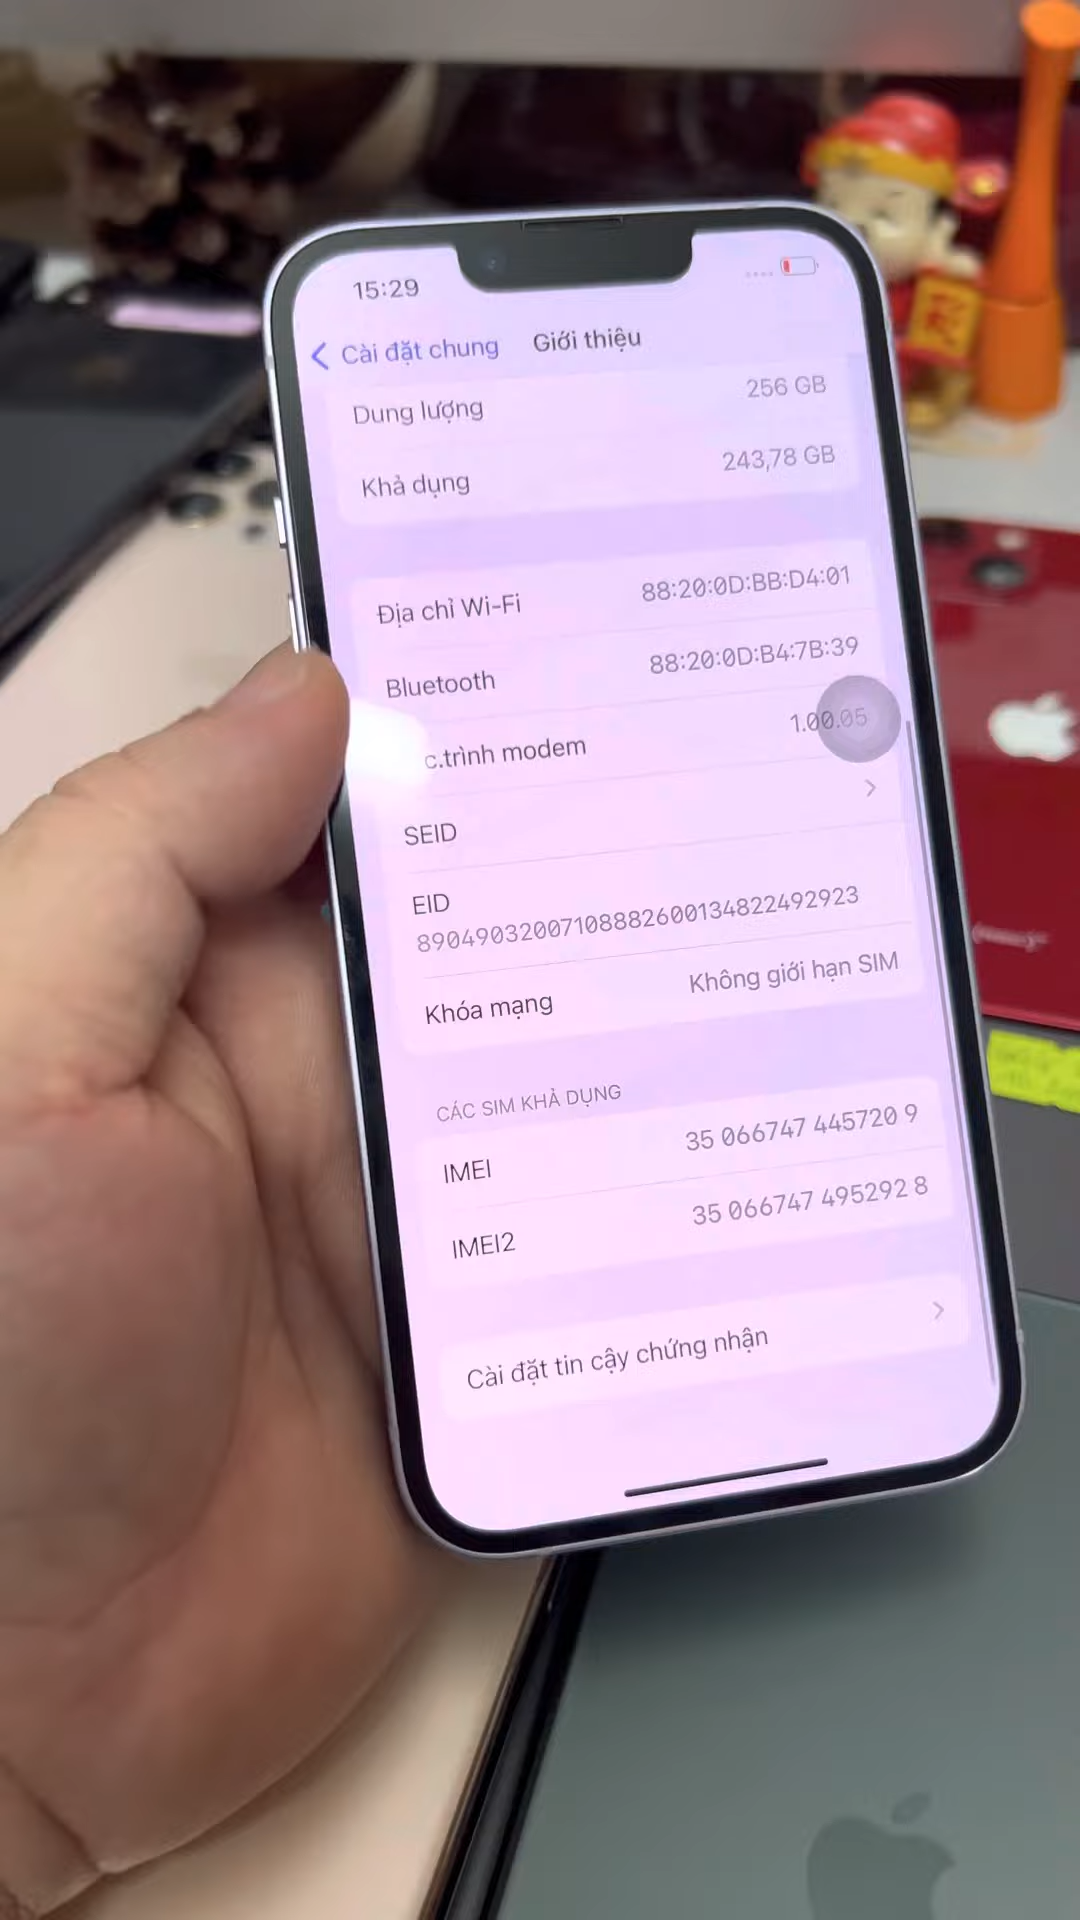 15:29
Cài đặt chung Giới thiệu
Dung lượng 256 GB
Khả dụng 243,78 GB
Địa chỉ Wi-Fi 88:20:0D:BB:D4:01
Bluetooth 88:20:0D:B4:7B:39
c.trình modem 1.00.05
SEID
EID
89049032007108882600134822492923
Khóa mạng Không giới hạn SIM
CÁC SIM KHẢ DỤNG
IMEI 35 066747 445720 9
IMEI2 35 066747 495292 8
Cài đặt tin cậy chứng nhận